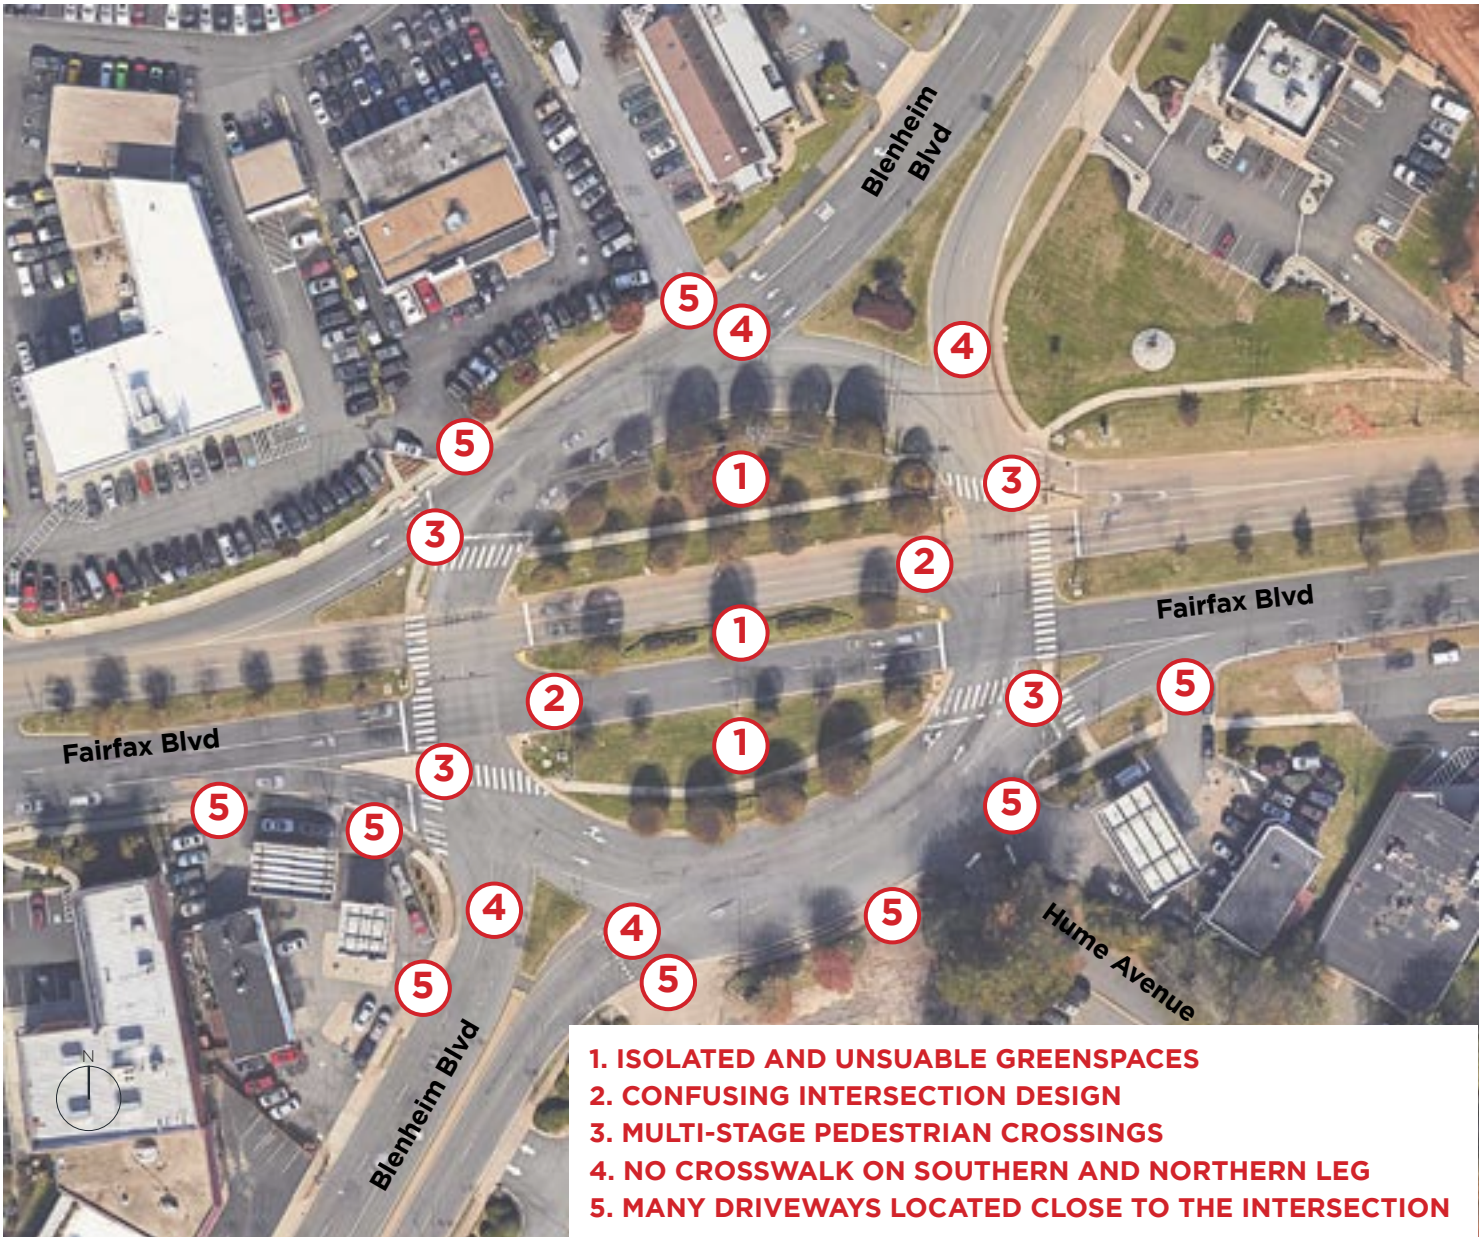 Blenheim
Blvd
5
4
4
5
1
3
3
2
Fairfax Blvd
1
5
3
2
Fairfax Blvd
1
3
5
5
5
4
5
4
Hume Avenue
5
5
Blenheim Blvd
N
1. ISOLATED AND UNSUABLE GREENSPACES
2. CONFUSING INTERSECTION DESIGN
3. MULTI-STAGE PEDESTRIAN CROSSINGS
4. NO CROSSWALK ON SOUTHERN AND NORTHERN LEG
5. MANY DRIVEWAYS LOCATED CLOSE TO THE INTERSECTION